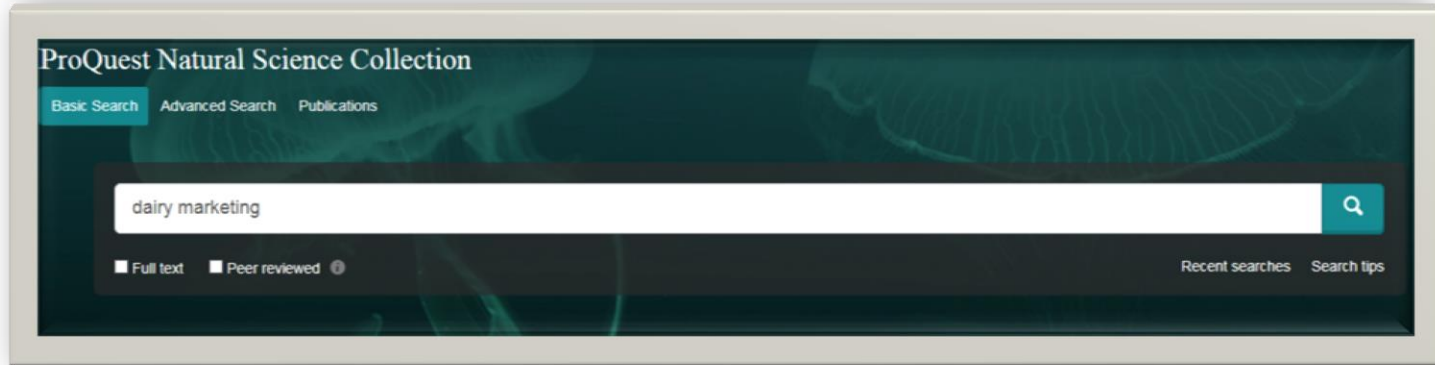 ProQuest Natural Science Collection
Basic Search Advanced Search Publications
dairy marketing
Full text Peer reviewed Recent searches Search tips